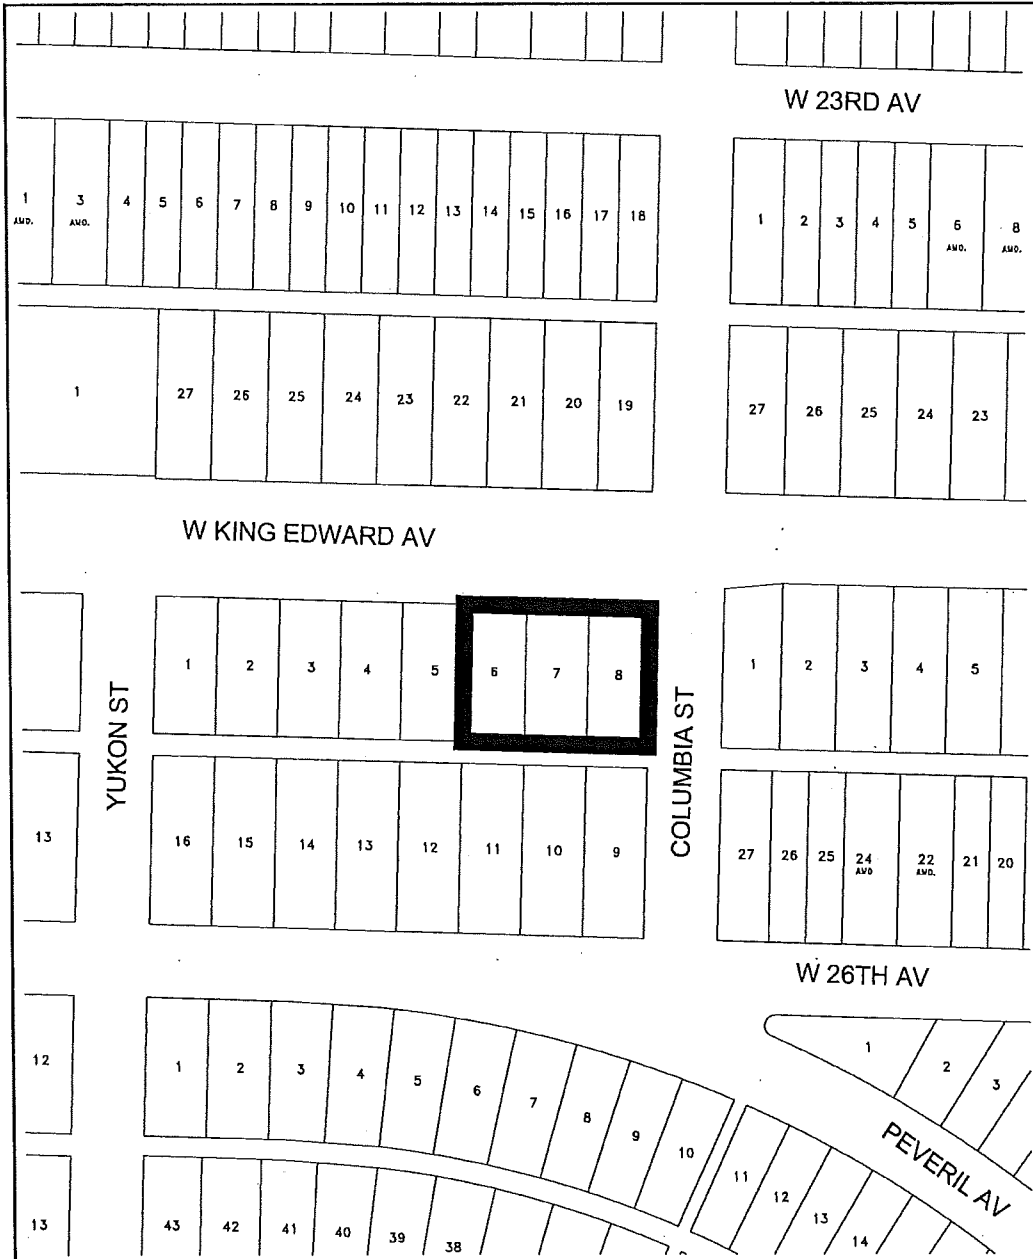 W 23RD AV
1 3 4 5 6 7 8 9 10 11 12 13 14 15 16 17 18 1 2 3 4 5 6 8
AMD. AMD. AMD. AMD.
1 27 26 25 24 23 22 21 20 19 27 26 25 24 23
W KING EDWARD AV
1 2 3 4 5 6 7 8 1 2 3 4 5
YUKON ST
COLUMBIA ST
13 16 15 14 13 12 11 10 9 27 26 25 24 22 21 20
AMD AMD.
W 26TH AV
12 1 2 3 4 5 6 7 8 9 10 11 12 13 14
1 2 3
PEVERIL AV
13 43 42 41 40 39 38